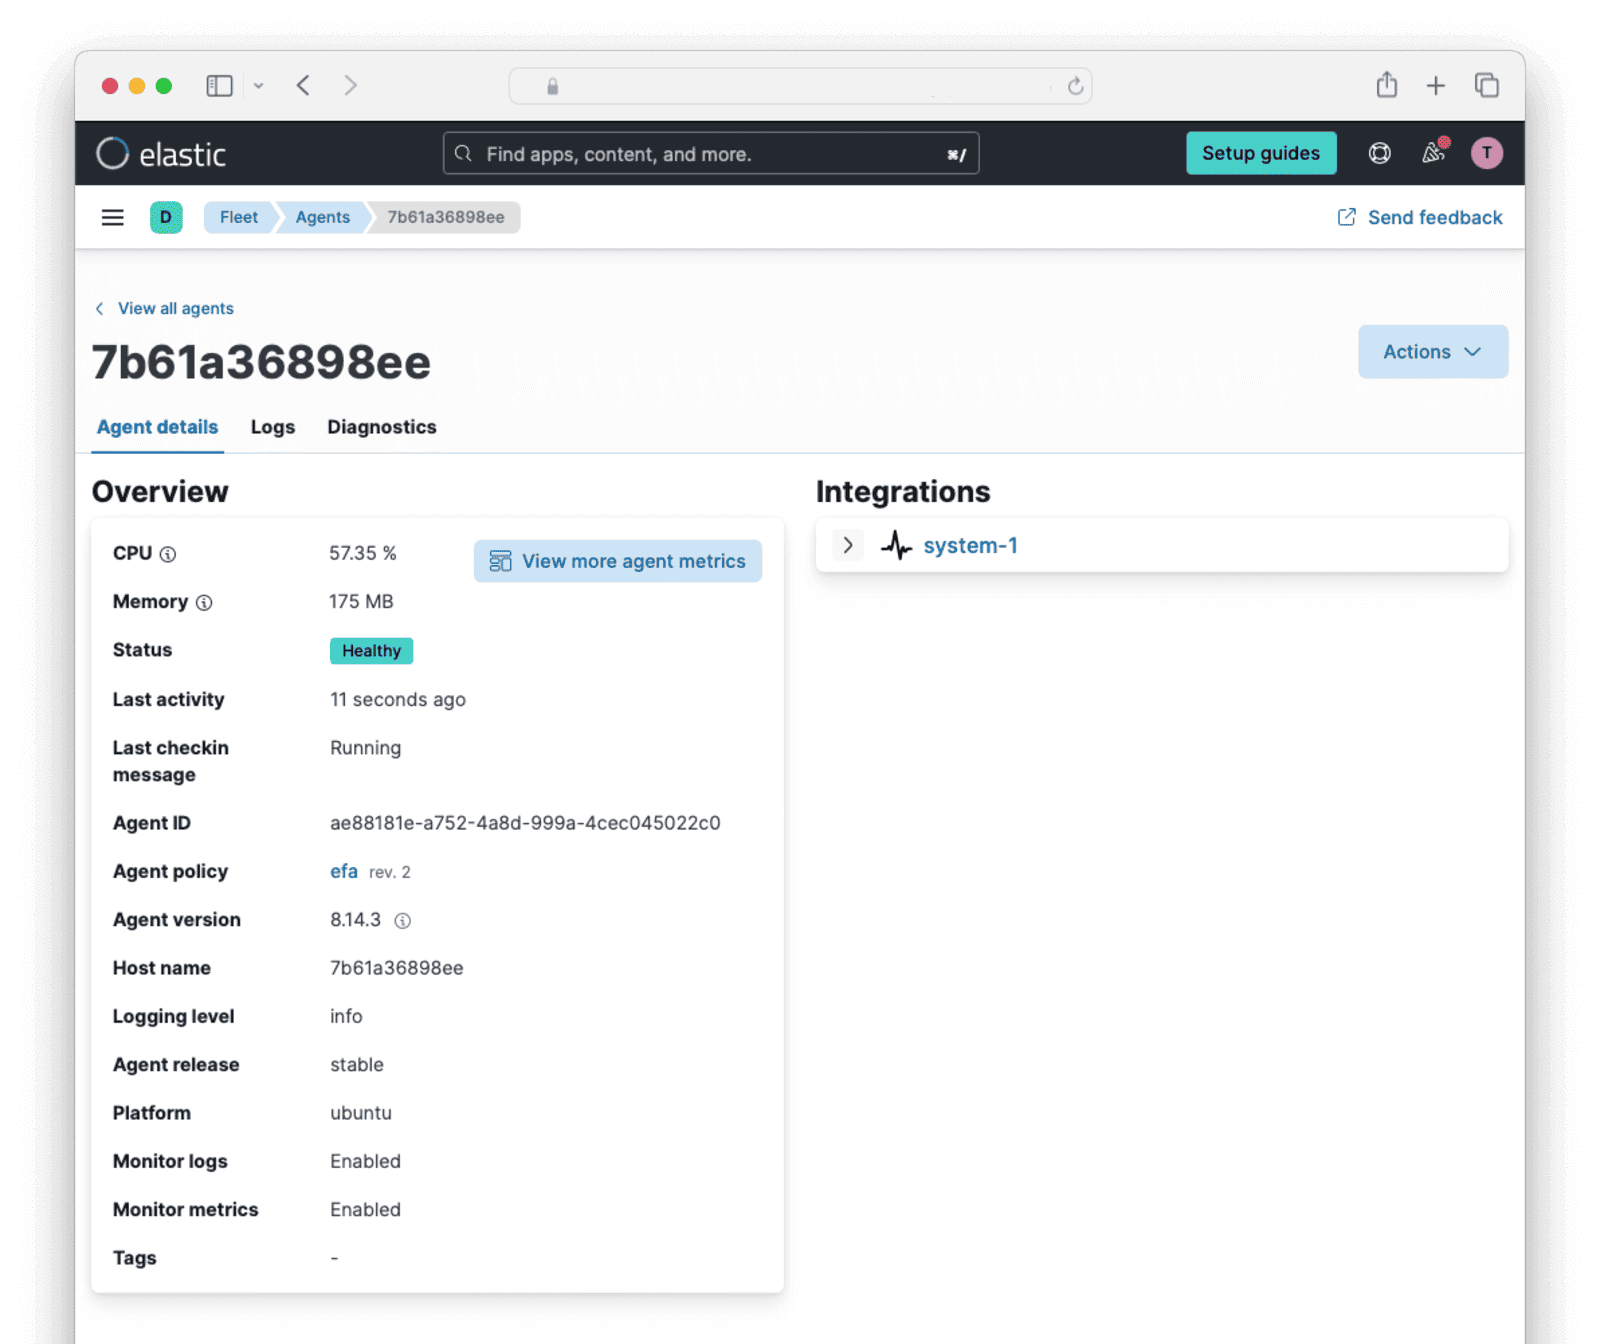 elastic
Find apps, content, and more.
⌘/
Setup guides
T
D
Fleet
Agents
7b61a36898ee
Send feedback
View all agents
7b61a36898ee
Actions
Agent details
Logs
Diagnostics
Overview
CPU
57.35 %
View more agent metrics
Memory
175 MB
Status
Healthy
Last activity
11 seconds ago
Last checkin
message
Running
Agent ID
ae88181e-a752-4a8d-999a-4cec045022c0
Agent policy
efa rev. 2
Agent version
8.14.3
Host name
7b61a36898ee
Logging level
info
Agent release
stable
Platform
ubuntu
Monitor logs
Enabled
Monitor metrics
Enabled
Tags
-
Integrations
system-1